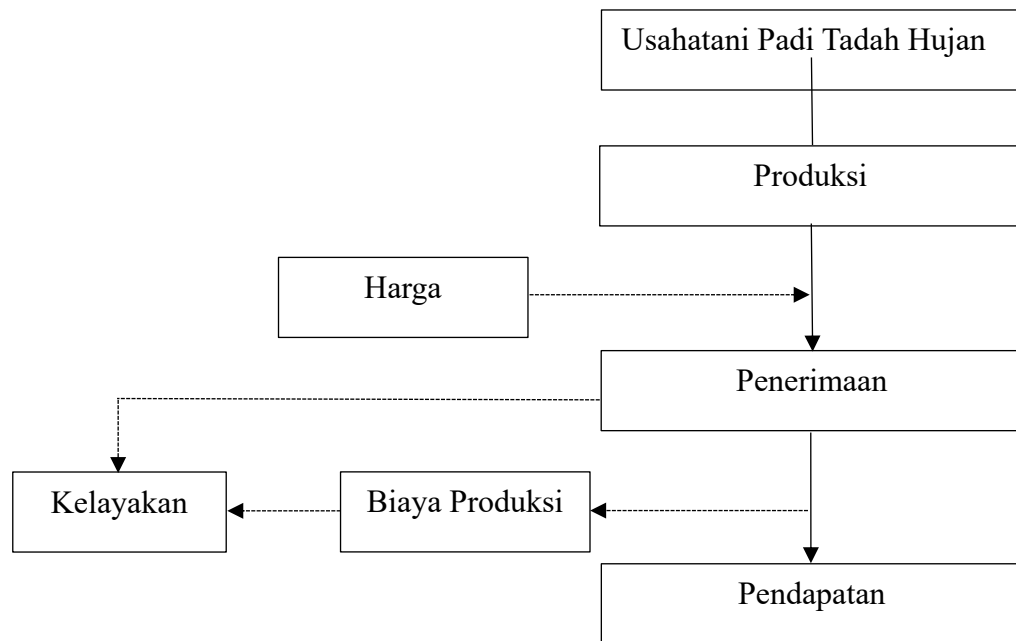 Usahatani Padi Tadah Hujan
Produksi
Harga
Penerimaan
Kelayakan
Biaya Produksi
Pendapatan